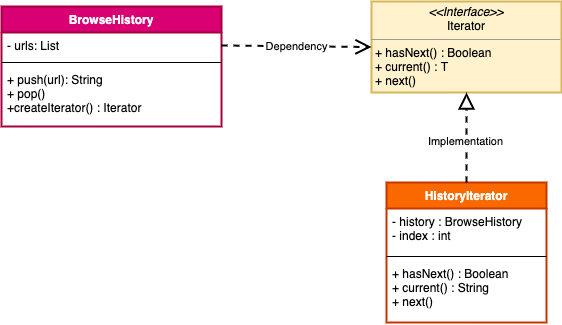 BrowseHistory
- urls: List
+ push(url): String
+ pop()
+createIterator() : Iterator
Dependency
<<Interface>>
Iterator
+ hasNext() : Boolean
+ current() : T
+ next()
Implementation
HistoryIterator
- history : BrowseHistory
- index : int
+ hasNext() : Boolean
+ current() : String
+ next()